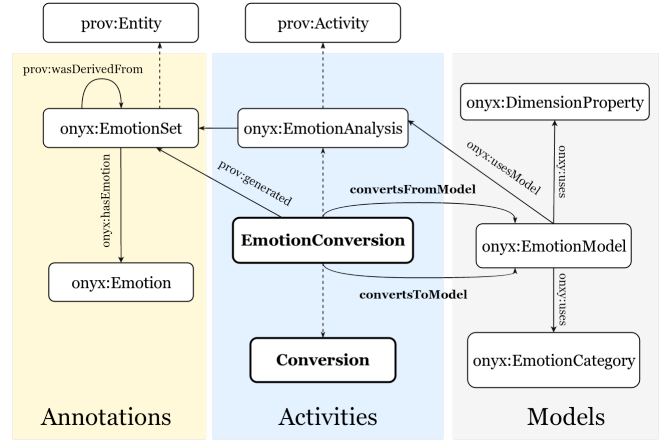 prov:Entity
prov:Activity
prov:wasDerivedFrom
onyx:DimensionProperty
onyx:EmotionSet
onyx:EmotionAnalysis
onyx:usesModel
onxy:uses
onyx:hasEmotion
prov:generated
convertsFromModel
EmotionConversion
onyx:EmotionModel
onyx:Emotion
convertsToModel
onxy:uses
Conversion
onyx:EmotionCategory
Annotations
Activities
Models